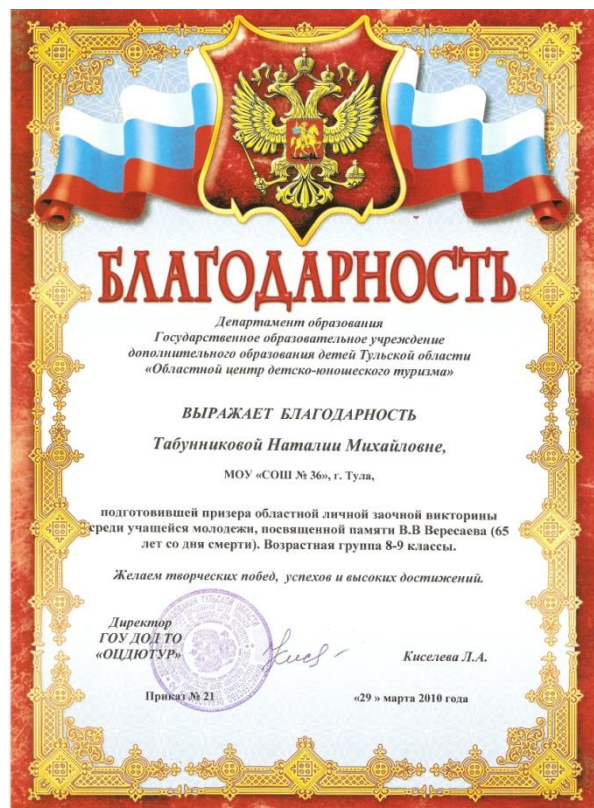 БЛАГОДАРНОСТЬ
Департамент образования
Государственное образовательное учреждение
дополнительного образования детей Тульской области
«Областной центр детско-юношеского туризма»
ВЫРАЖАЕТ БЛАГОДАРНОСТЬ
Табунниковой Наталии Михайловне,
МОУ «СОШ № 36», г. Тула,
подготовившей призера областной личной заочной викторины
среди учащейся молодежи, посвященной памяти В.В Вересаева (65
лет со дня смерти). Возрастная группа 8-9 классы.
Желаем творческих побед, успехов и высоких достижений.
Директор
ГОУ ДОД ТО
«ОЦДЮТУР»
Киселева Л.А.
Приказ № 21
«29 » марта 2010 года